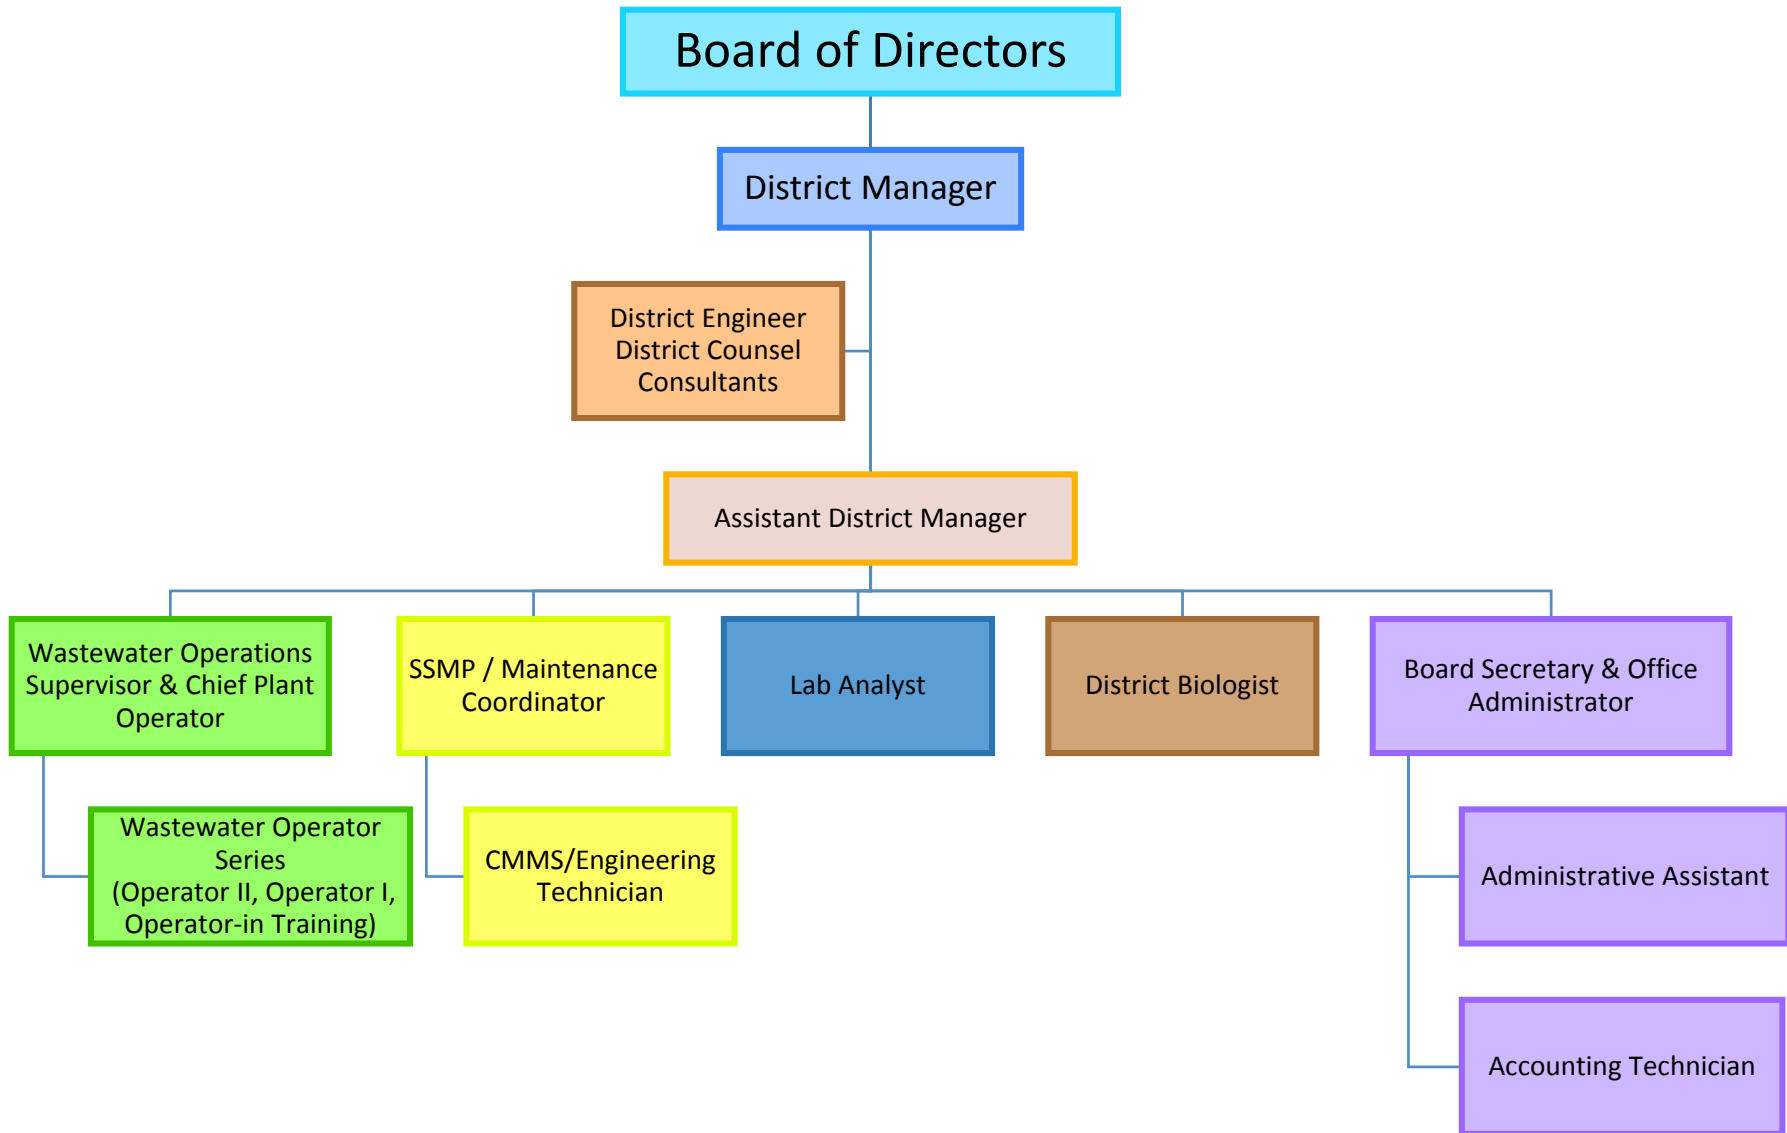 Board of Directors
District Manager
District Engineer
District Counsel
Consultants
Assistant District Manager
Wastewater Operations
Supervisor & Chief Plant
Operator
SSMP / Maintenance
Coordinator
Lab Analyst
District Biologist
Board Secretary & Office
Administrator
Wastewater Operator
Series
(Operator II, Operator I,
Operator-in Training)
CMMS/Engineering
Technician
Administrative Assistant
Accounting Technician